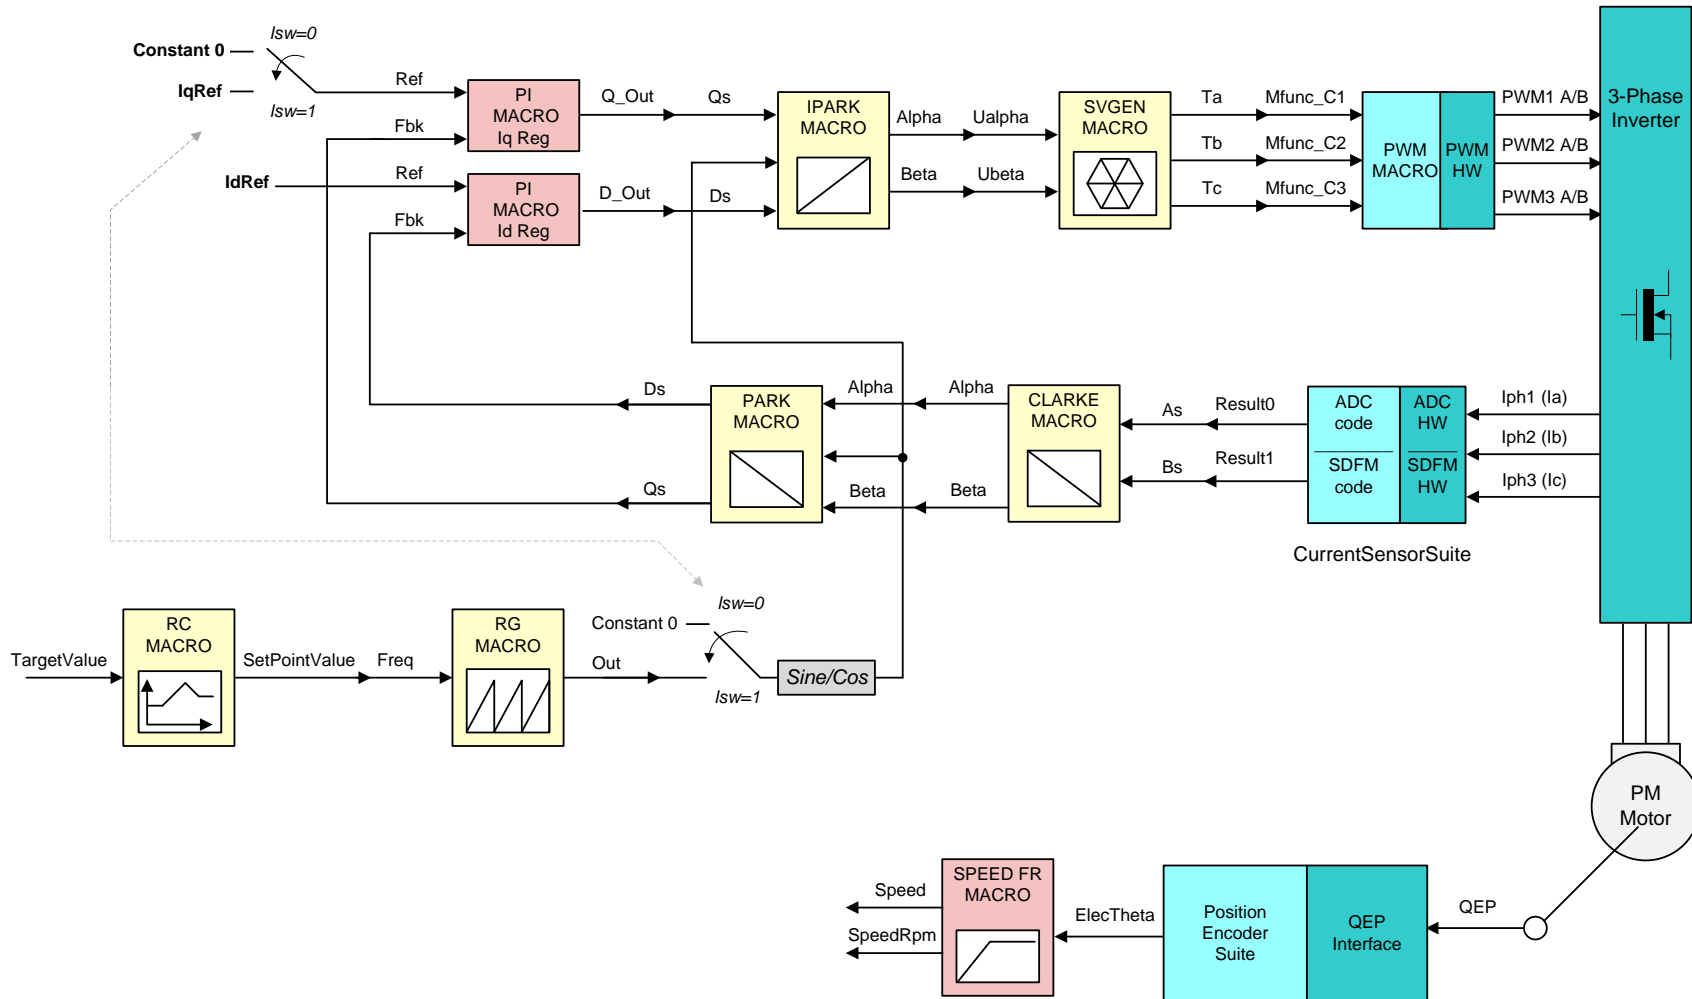 Isw=0
Constant 0
IqRef
Isw=1
Ref
Fbk
PI
MACRO
Iq Reg
Q_Out
Qs
IdRef
Ref
Fbk
PI
MACRO
Id Reg
D_Out
Ds
IPARK
MACRO
Alpha
Ualpha
Beta
Ubeta
SVGEN
MACRO
Ta
Mfunc_C1
Tb
Mfunc_C2
Tc
Mfunc_C3
PWM
MACRO
PWM
HW
PWM1 A/B
PWM2 A/B
PWM3 A/B
3-Phase
Inverter
Ds
Qs
PARK
MACRO
Alpha
Alpha
Beta
Beta
CLARKE
MACRO
As
Result0
Bs
Result1
ADC
code
SDFM
code
ADC
HW
SDFM
HW
Iph1 (Ia)
Iph2 (Ib)
Iph3 (Ic)
CurrentSensorSuite
TargetValue
RC
MACRO
SetPointValue
Freq
RG
MACRO
Out
Isw=0
Constant 0
Isw=1
Sine/Cos
PM
Motor
Speed
SpeedRpm
SPEED FR
MACRO
ElecTheta
Position
Encoder
Suite
QEP
Interface
QEP